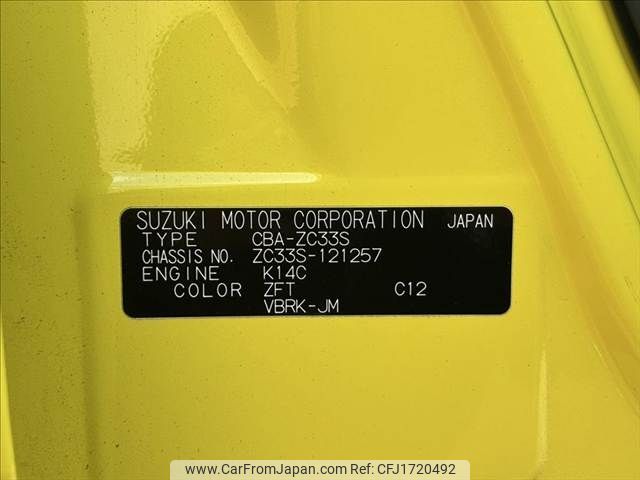 SUZUKI MOTOR CORPORATION JAPAN
TYPE CBA-ZC33S
CHASSIS NO. ZC33S-121257
ENGINE K14C
COLOR ZFT C12
VBRK-JM
www.CarFromJapan.com - CFJ1720492